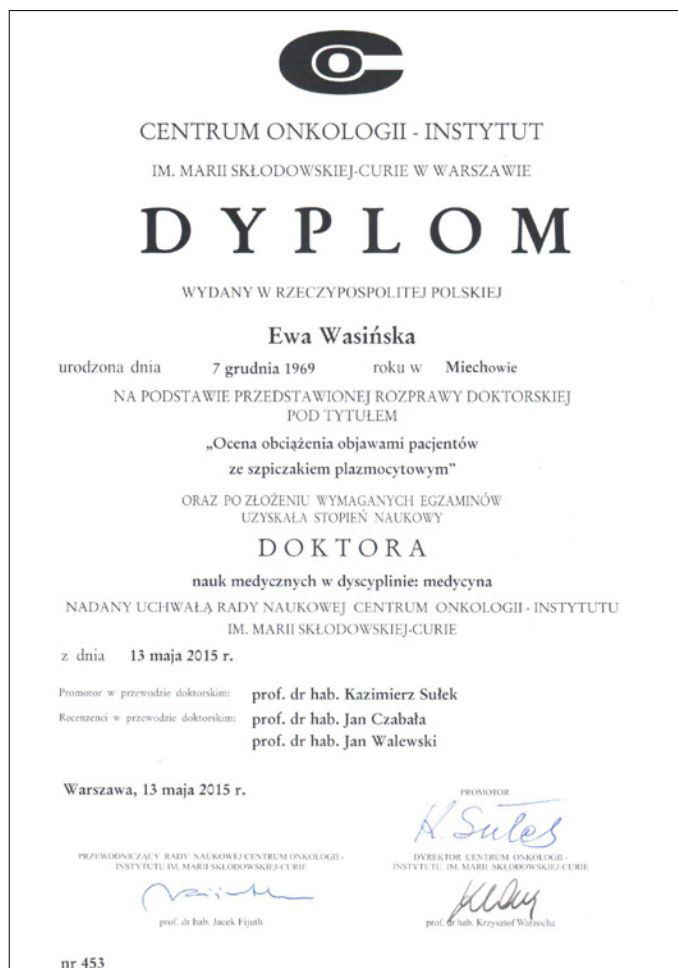 CENTRUM ONKOLOGII - INSTYTUT
IM. MARII SKŁODOWSKIEJ-CURIE W WARSZAWIE
DYPLOM
WYDANY W RZECZYPOSPOLITEJ POLSKIEJ
Ewa Wasińska
urodzona dnia 7 grudnia 1969 roku w Miechowie
NA PODSTAWIE PRZEDSTAWIONEJ ROZPRAWY DOKTORSKIEJ
POD TYTUŁEM
„Ocena obciążenia objawami pacjentów
ze szpiczakiem plazmocytowym”
ORAZ PO ZŁOŻENIU WYMAGANYCH EGZAMINÓW
UZYSKAŁA STOPIEŃ NAUKOWY
DOKTORA
nauk medycznych w dyscyplinie: medycyna
NADANY UCHWAŁĄ RADY NAUKOWEJ CENTRUM ONKOLOGII - INSTYTUTU
IM. MARII SKŁODOWSKIEJ-CURIE
z dnia 13 maja 2015 r.
Promotor w przewodzie doktorskim: prof. dr hab. Kazimierz Sułek
Recenzenci w przewodzie doktorskim: prof. dr hab. Jan Czabała
prof. dr hab. Jan Walewski
Warszawa, 13 maja 2015 r.
PROMOTOR
K. Sułek
PRZEWODNICZĄCY RADY NAUKOWEJ CENTRUM ONKOLOGII -
INSTYTUTU IM. MARII SKŁODOWSKIEJ-CURIE
prof. dr hab. Jacek Fijuth
DYREKTOR CENTRUM ONKOLOGII -
INSTYTUTU IM. MARII SKŁODOWSKIEJ-CURIE
prof. dr hab. Krzysztof Warzocha
nr 453